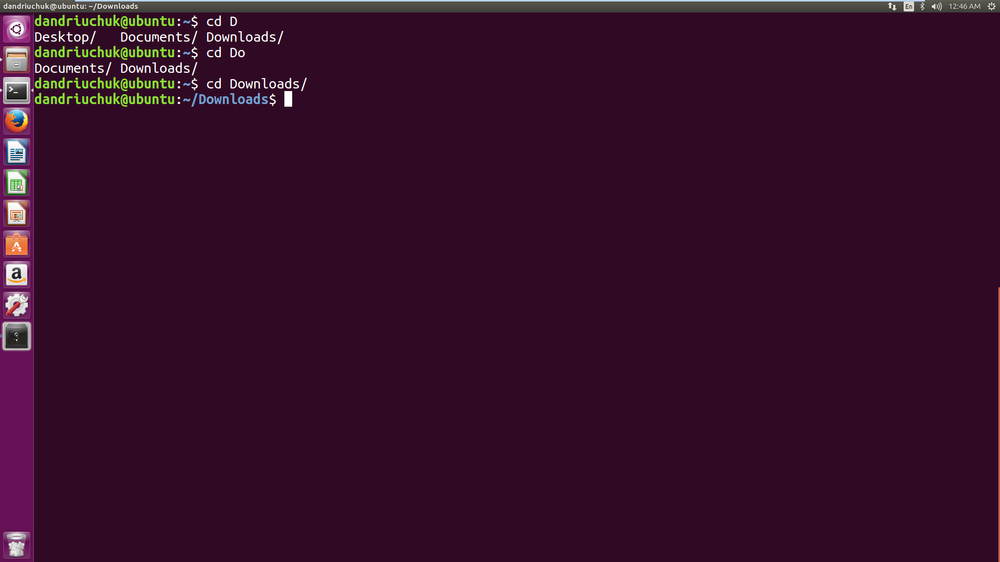 dandriuchuk@ubuntu: ~/Downloads
En
12:46 AM
dandriuchuk@ubuntu:~$ cd D
Desktop/   Documents/ Downloads/
dandriuchuk@ubuntu:~$ cd Do
Documents/ Downloads/
dandriuchuk@ubuntu:~$ cd Downloads/
dandriuchuk@ubuntu:~/Downloads$